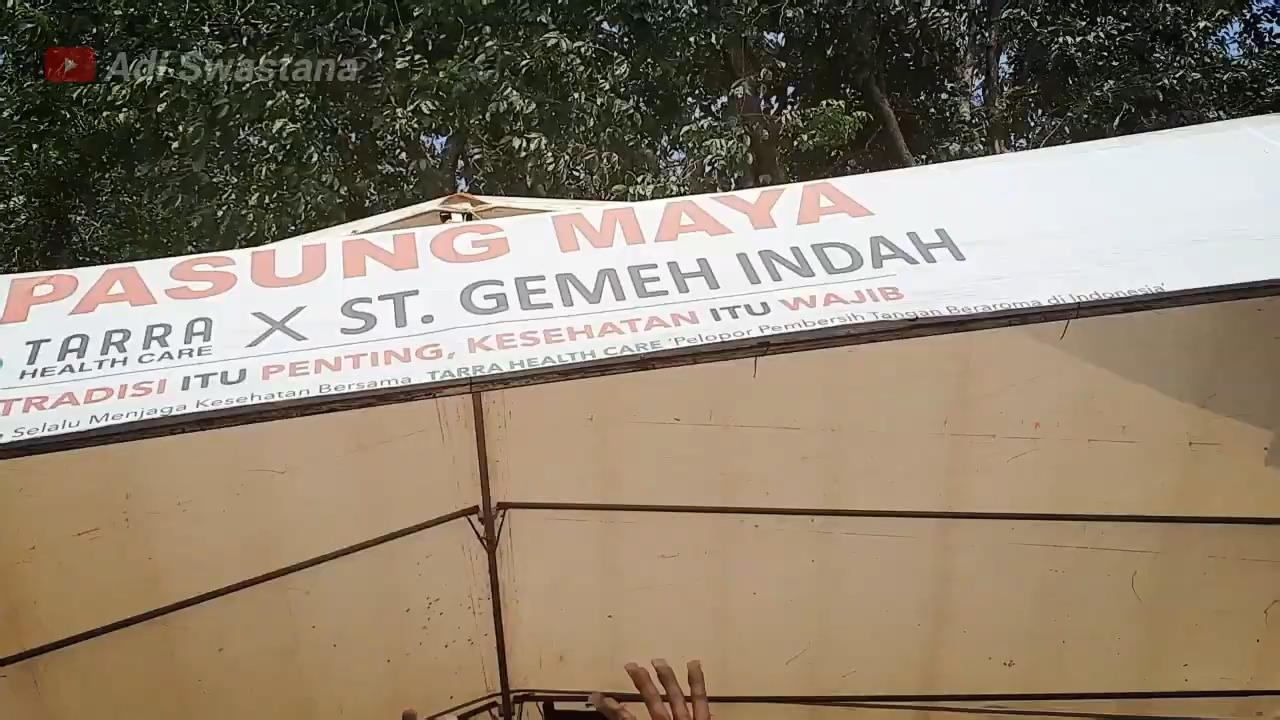 Adi Swastana
PASUNG MAYA
TARRA HEALTH CARE X ST. GEMEH INDAH
TRADISI ITU PENTING, KESEHATAN ITU WAJIB
Selalu Menjaga Kesehatan Bersama TARRA HEALTH CARE 'Pelopor Pembersih Tangan Beraroma di Indonesia'